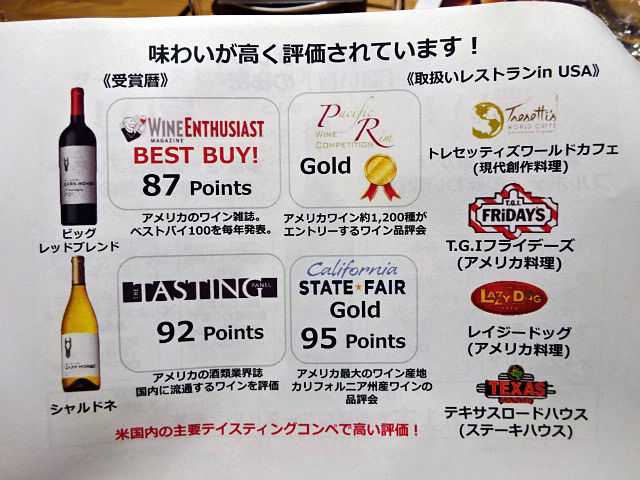 味わいが高く評価されています！
《受賞暦》
《取扱いレストランin USA》
WINEENTHUSIAST
MAGAZINE
BEST BUY!
87 Points
アメリカのワイン雑誌。
ベストバイ100を毎年発表。
Pacific Rim
WINE
COMPETITION
Gold
アメリカワイン約1,200種が
エントリーするワイン品評会
DARK HORSE
ビッグ
レッドブレンド
THE TASTING PANEL
92 Points
アメリカの酒類業界誌
国内に流通するワインを評価
California
STATE FAIR
Gold
95 Points
アメリカ最大のワイン産地
カリフォルニア州産ワインの
品評会
DARK HORSE
シャルドネ
Tresetti's
WORLD CAFFE
トレセッティズワールドカフェ
(現代創作料理)
T.G.I.
FRiDAY'S
T.G.Iフライデーズ
(アメリカ料理)
LAZY DOG
レイジードッグ
(アメリカ料理)
TEXAS
テキサスロードハウス
(ステーキハウス)
米国内の主要テイスティングコンペで高い評価！